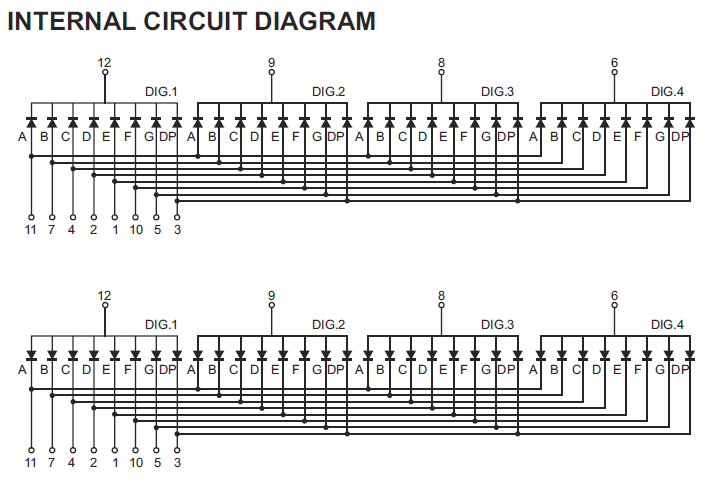 INTERNAL CIRCUIT DIAGRAM
12 9 8 6
DIG.1 DIG.2 DIG.3 DIG.4
A B C D E F G DP A B C D E F G DP A B C D E F G DP A B C D E F G DP
11 7 4 2 1 10 5 3
12 9 8 6
DIG.1 DIG.2 DIG.3 DIG.4
A B C D E F G DP A B C D E F G DP A B C D E F G DP A B C D E F G DP
11 7 4 2 1 10 5 3